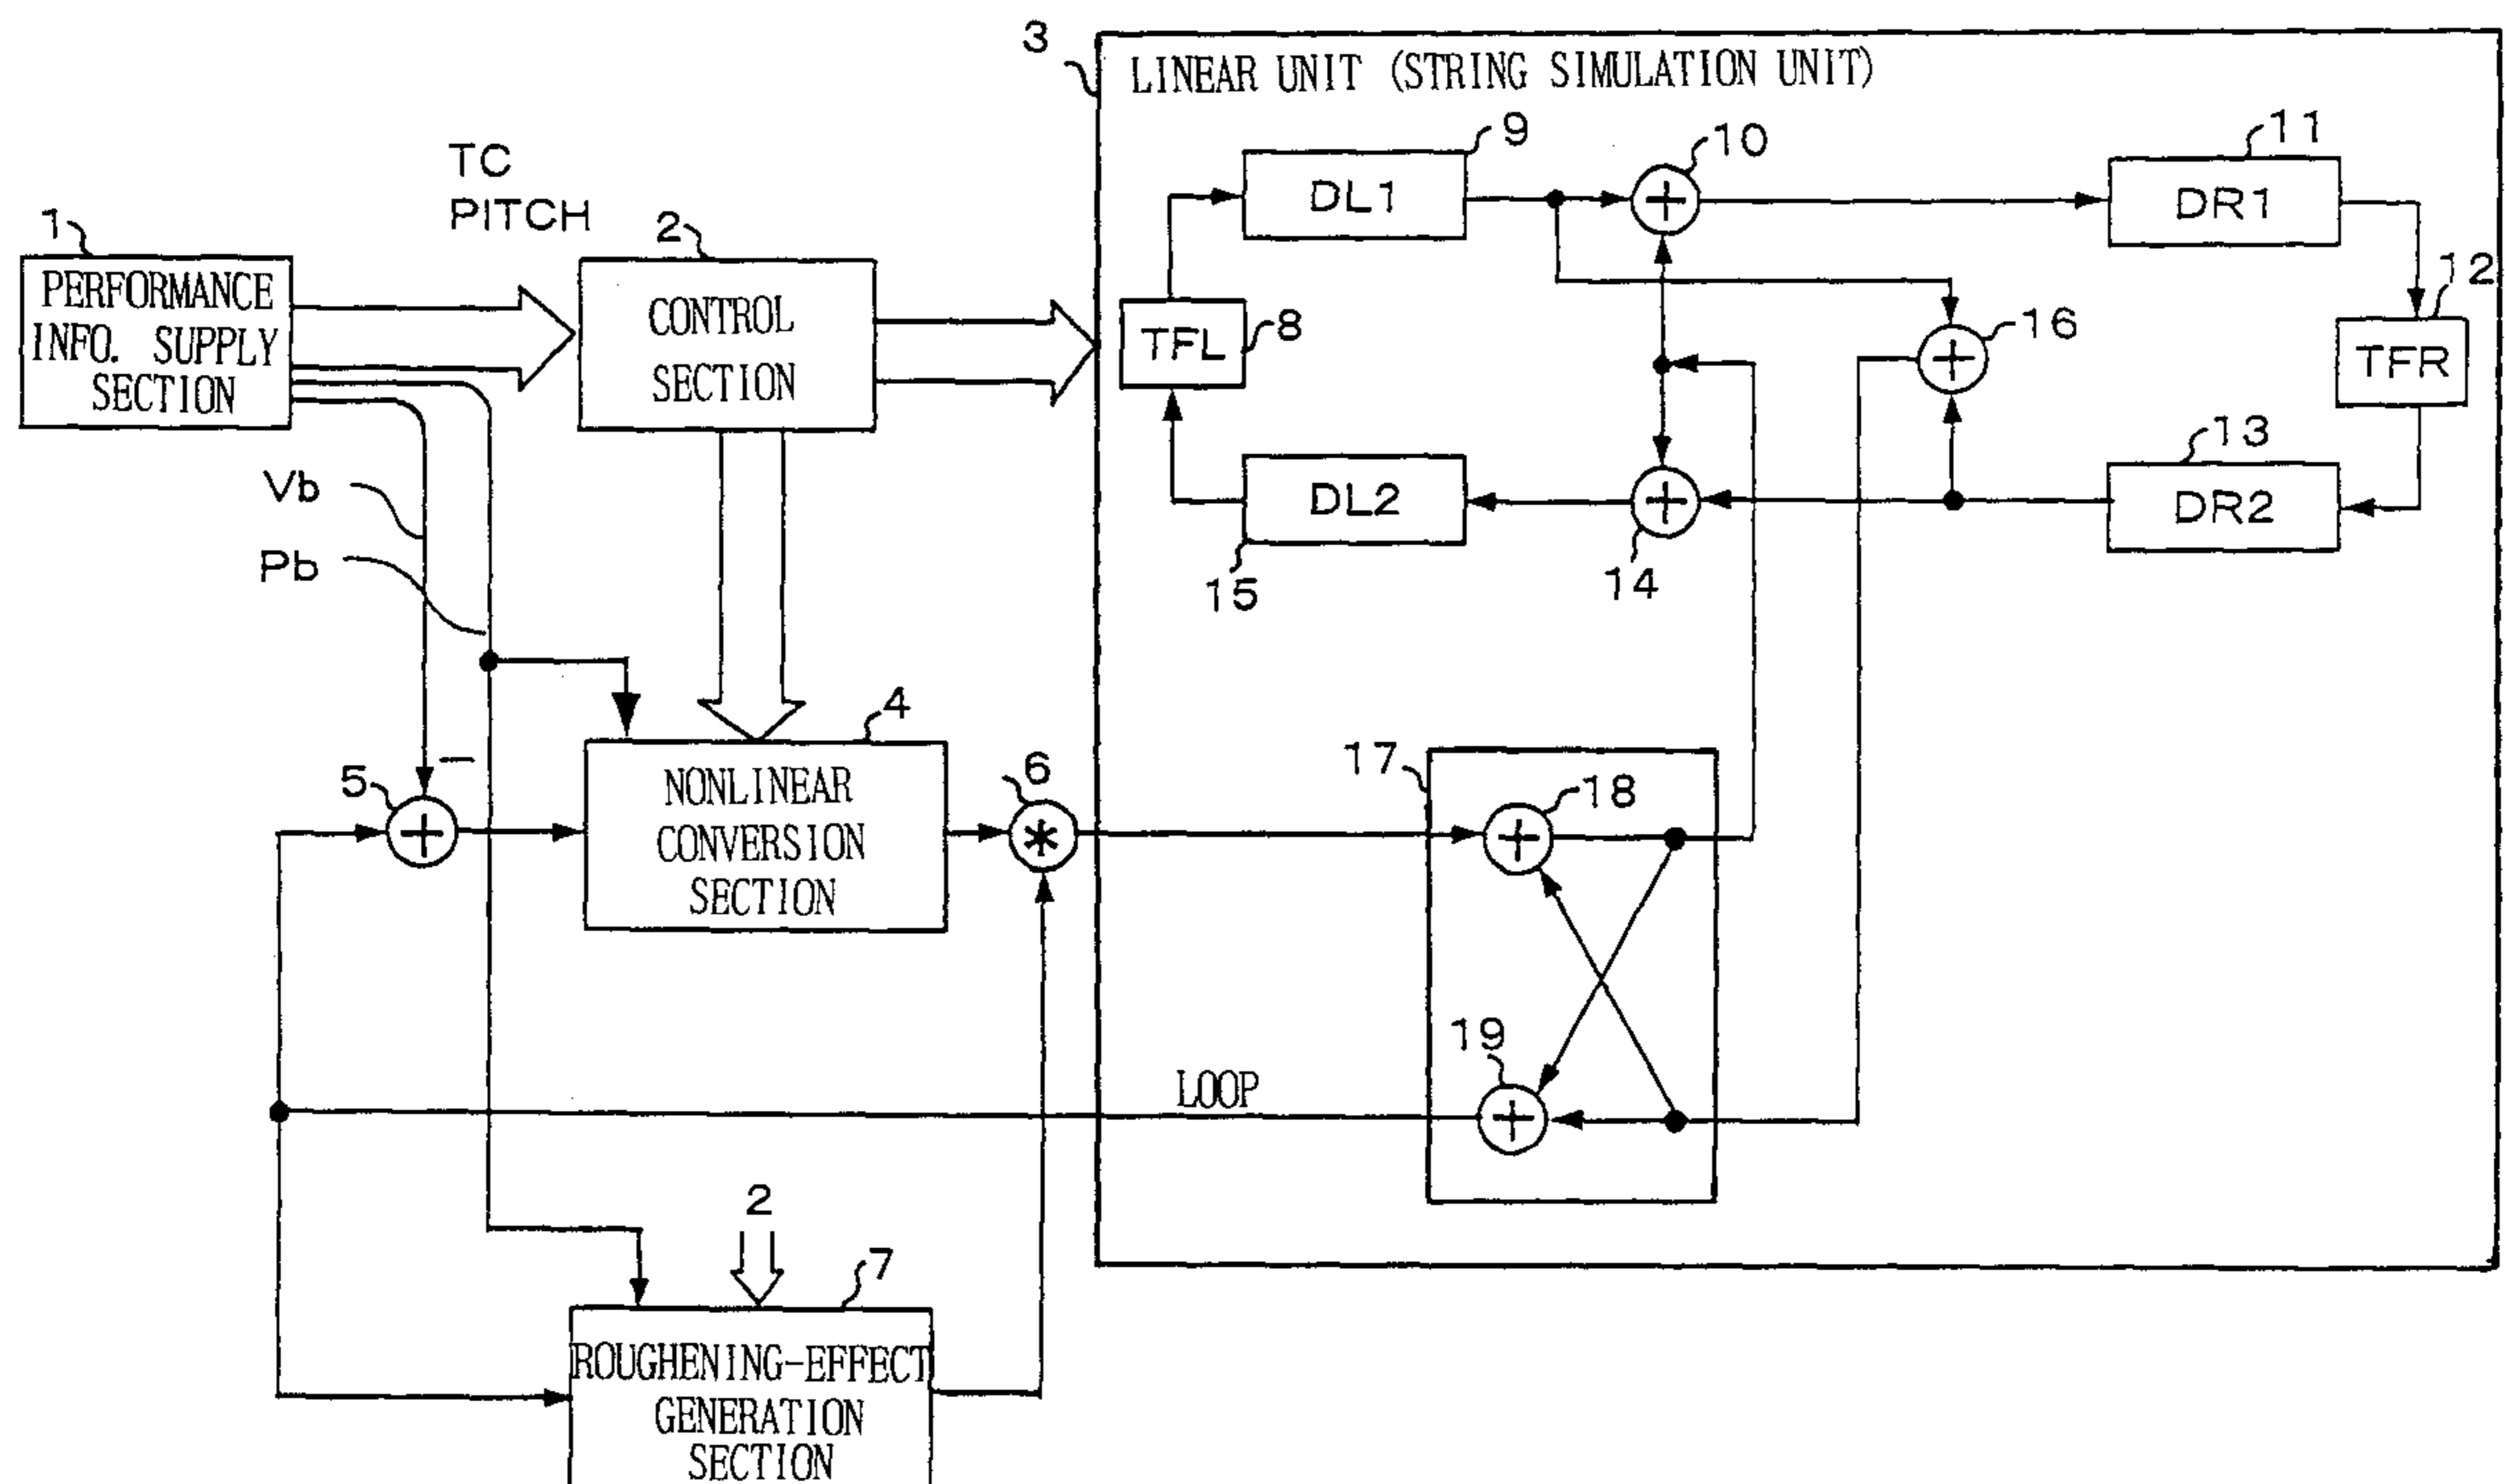 3
LINEAR UNIT (STRING SIMULATION UNIT)
9
10
11
TC
PITCH
DL1
DR1
1
2
PERFORMANCE
INFO. SUPPLY
SECTION
CONTROL
SECTION
12
8
TFL
16
TFR
Vb
Pb
13
DL2
DR2
15
14
4
5
−
NONLINEAR
CONVERSION
SECTION
6
*
17
18
19
LOOP
2
7
ROUGHENING-EFFECT
GENERATION
SECTION